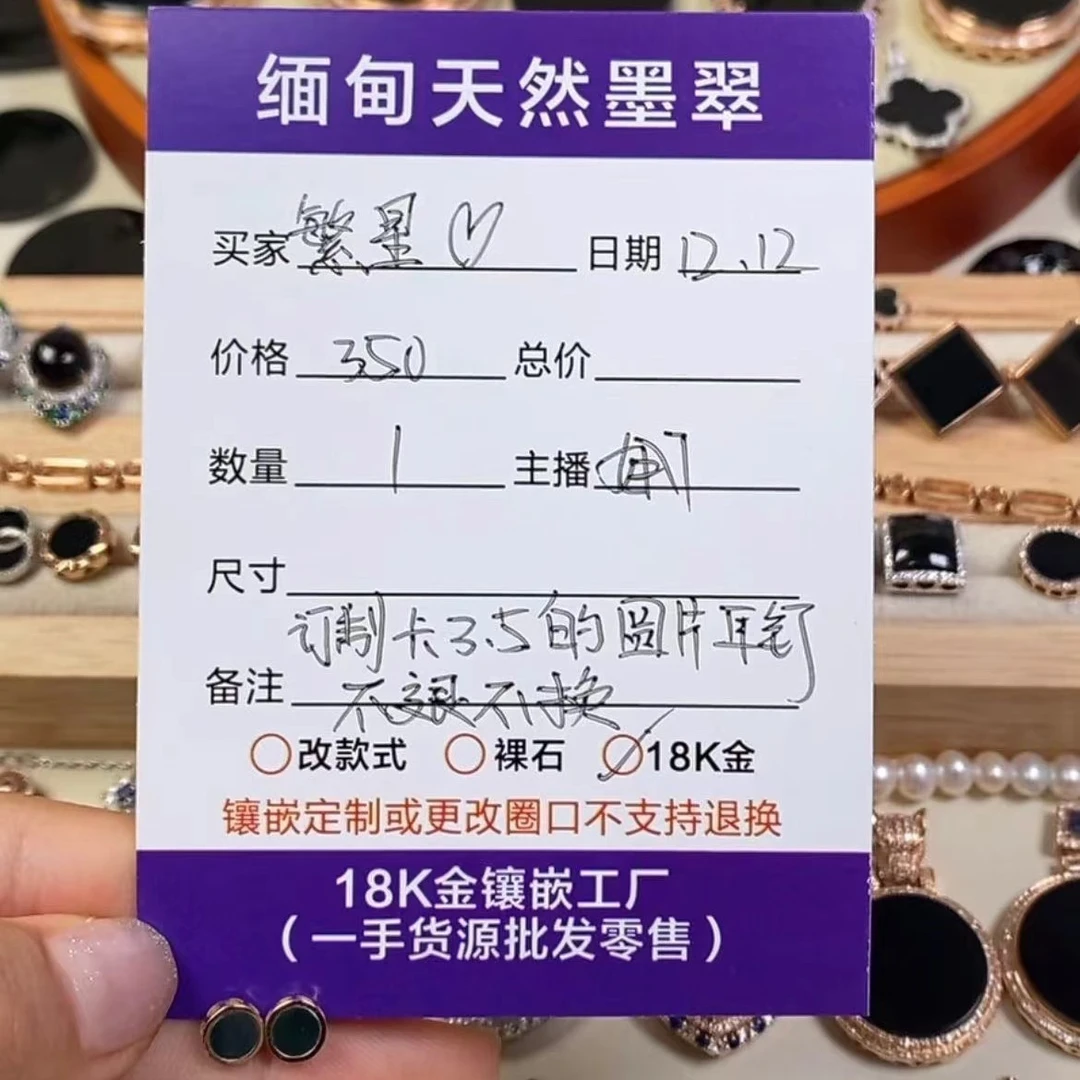 缅甸天然墨翠
买家 繁星♡ 日期 12.12
价格 350 总价
数量 1 主播
尺寸
订制卡3.5的圆片耳钉
备注 不退不换
改款式 裸石 18K金
镶嵌定制或更改圈口不支持退换
18K金镶嵌工厂
（一手货源批发零售）